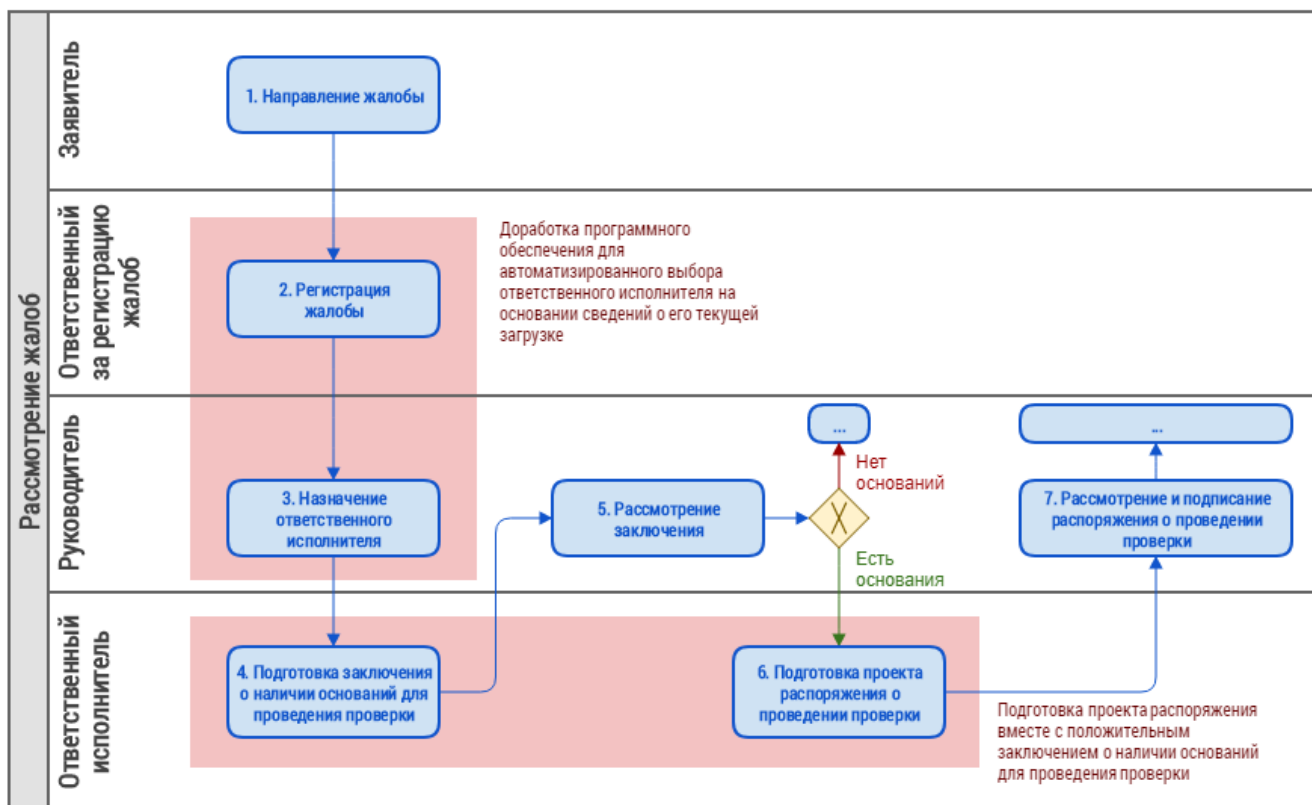 Рассмотрение жалоб
Заявитель
1. Направление жалобы
Ответственный
за регистрацию
жалоб
2. Регистрация
жалобы
Доработка программного
обеспечения для
автоматизированного выбора
ответственного исполнителя на
основании сведений о его текущей
загрузке
Руководитель
3. Назначение
ответственного
исполнителя
5. Рассмотрение
заключения
...
Нет
оснований
Есть
основания
...
7. Рассмотрение и подписание
распоряжения о проведении
проверки
Ответственный
исполнитель
4. Подготовка заключения
о наличии оснований для
проведения проверки
6. Подготовка проекта
распоряжения о
проведении проверки
Подготовка проекта распоряжения
вместе с положительным
заключением о наличии оснований
для проведения проверки